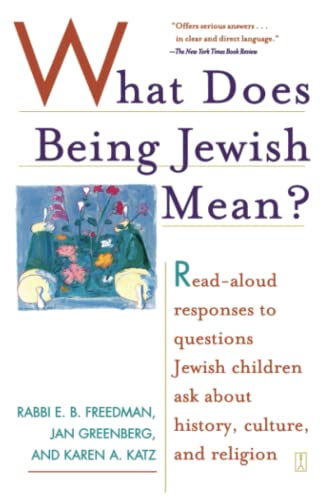 "Offers serious answers . . .
in clear and direct language."
—The New York Times Book Review
What Does
Being Jewish
Mean?
Read-aloud
responses to
questions
Jewish children
ask about
history, culture,
and religion
RABBI E. B. FREEDMAN,
JAN GREENBERG,
AND KAREN A. KATZ